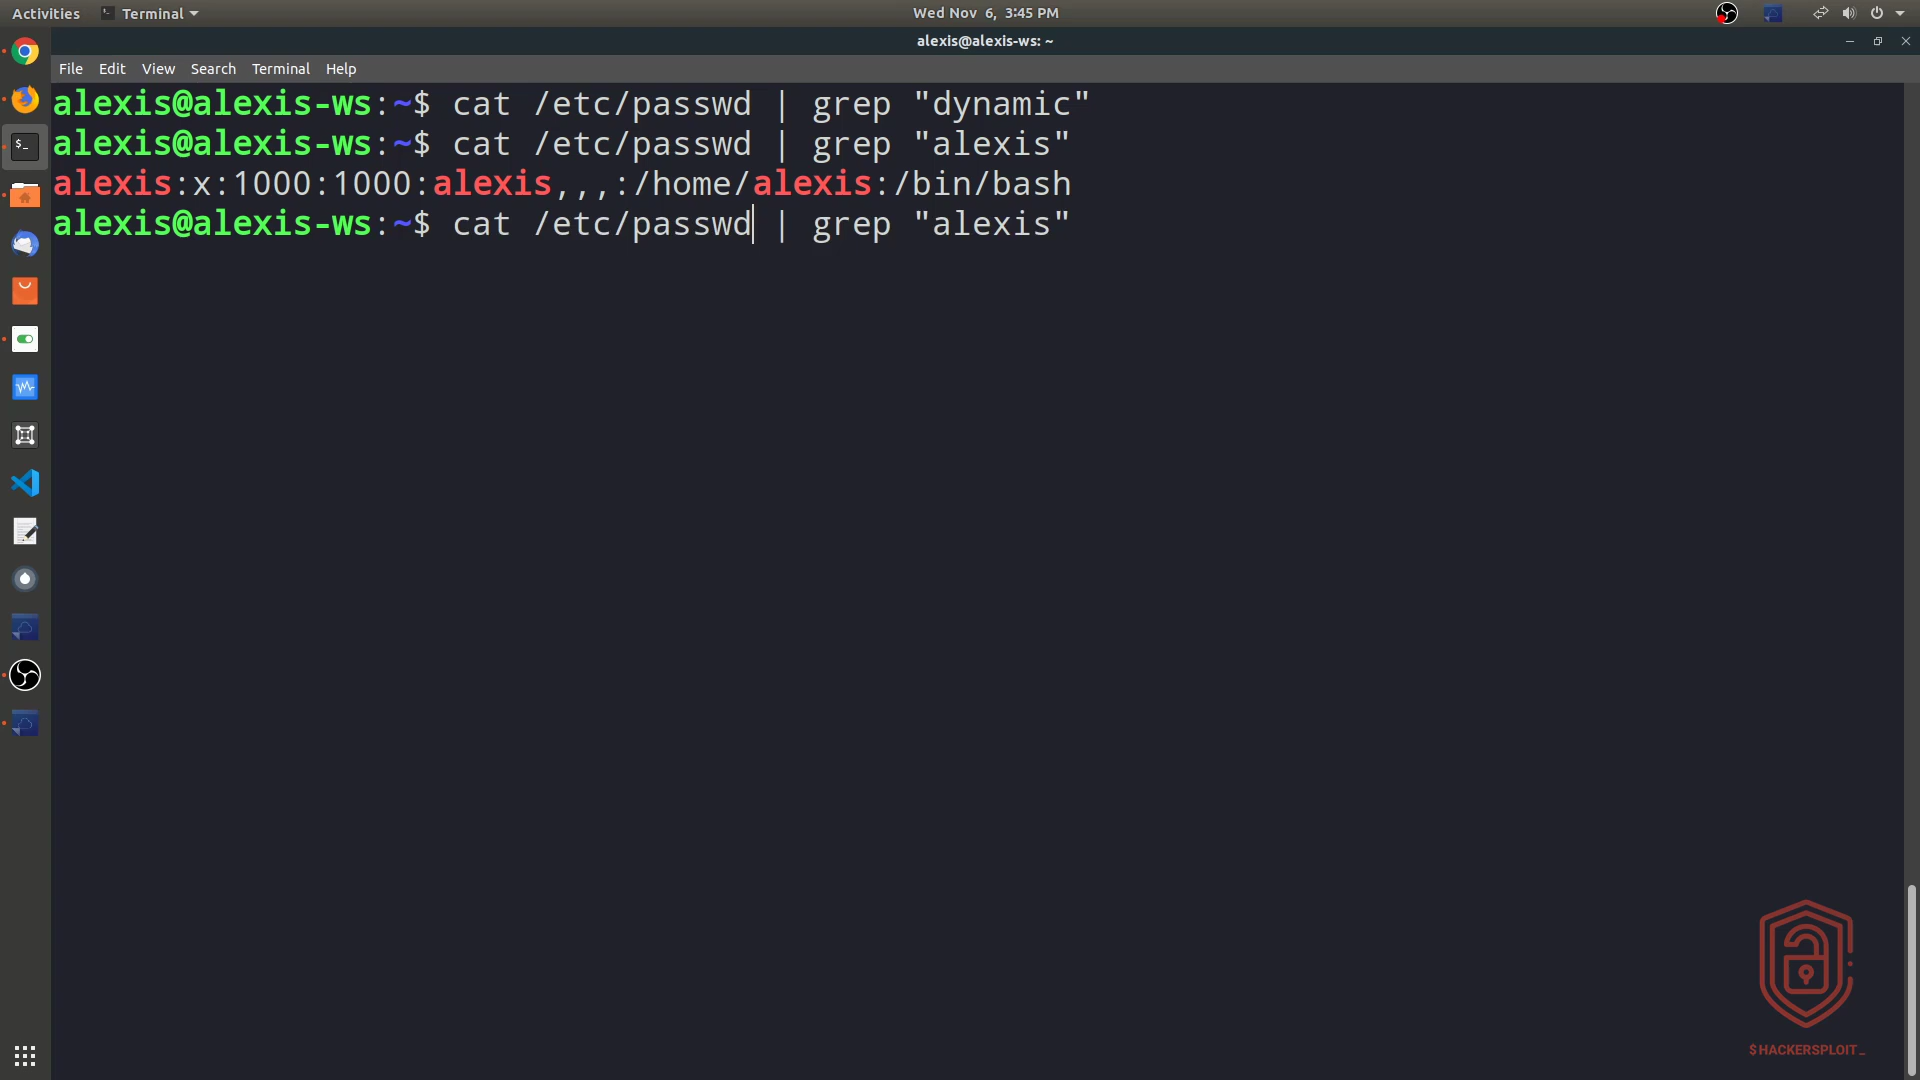 Activities Terminal Wed Nov 6, 3:45 PM
alexis@alexis-ws: ~
File Edit View Search Terminal Help
alexis@alexis-ws:~$ cat /etc/passwd | grep "dynamic"
alexis@alexis-ws:~$ cat /etc/passwd | grep "alexis"
alexis:x:1000:1000:alexis,,,:/home/alexis:/bin/bash
alexis@alexis-ws:~$ cat /etc/passwd | grep "alexis"
$_
$HACKERSPLOIT_